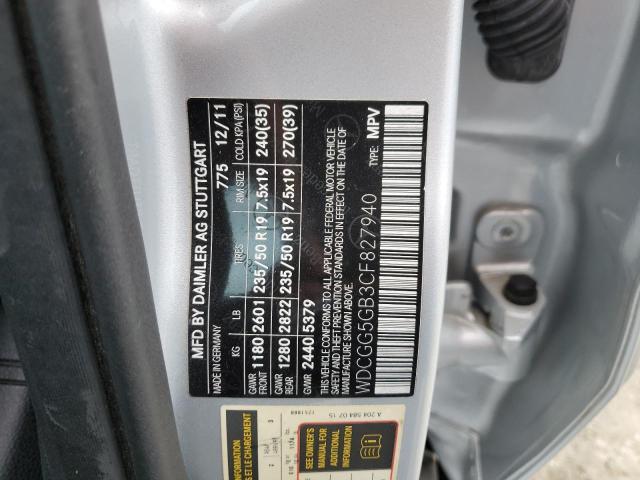 MFD BY DAIMLER AG STUTTGART
MADE IN GERMANY 775 12/11
KG LB TIRES RIM SIZE COLD KPA(PSI)
GAWR FRONT 1180 2601 235/50 R19 7.5x19 240(35)
GAWR REAR 1280 2822 235/50 R19 7.5x19 270(39)
GVWR 2440 5379
THIS VEHICLE CONFORMS TO ALL APPLICABLE FEDERAL MOTOR VEHICLE
SAFETY AND THEFT PREVENTION STANDARDS IN EFFECT ON THE DATE OF
MANUFACTURE SHOWN ABOVE.
WDCGG5GB3CF827940 TYPE: MPV
A 204 584 07 15
SEE OWNER'S
MANUAL FOR
ADDITIONAL
INFORMATION